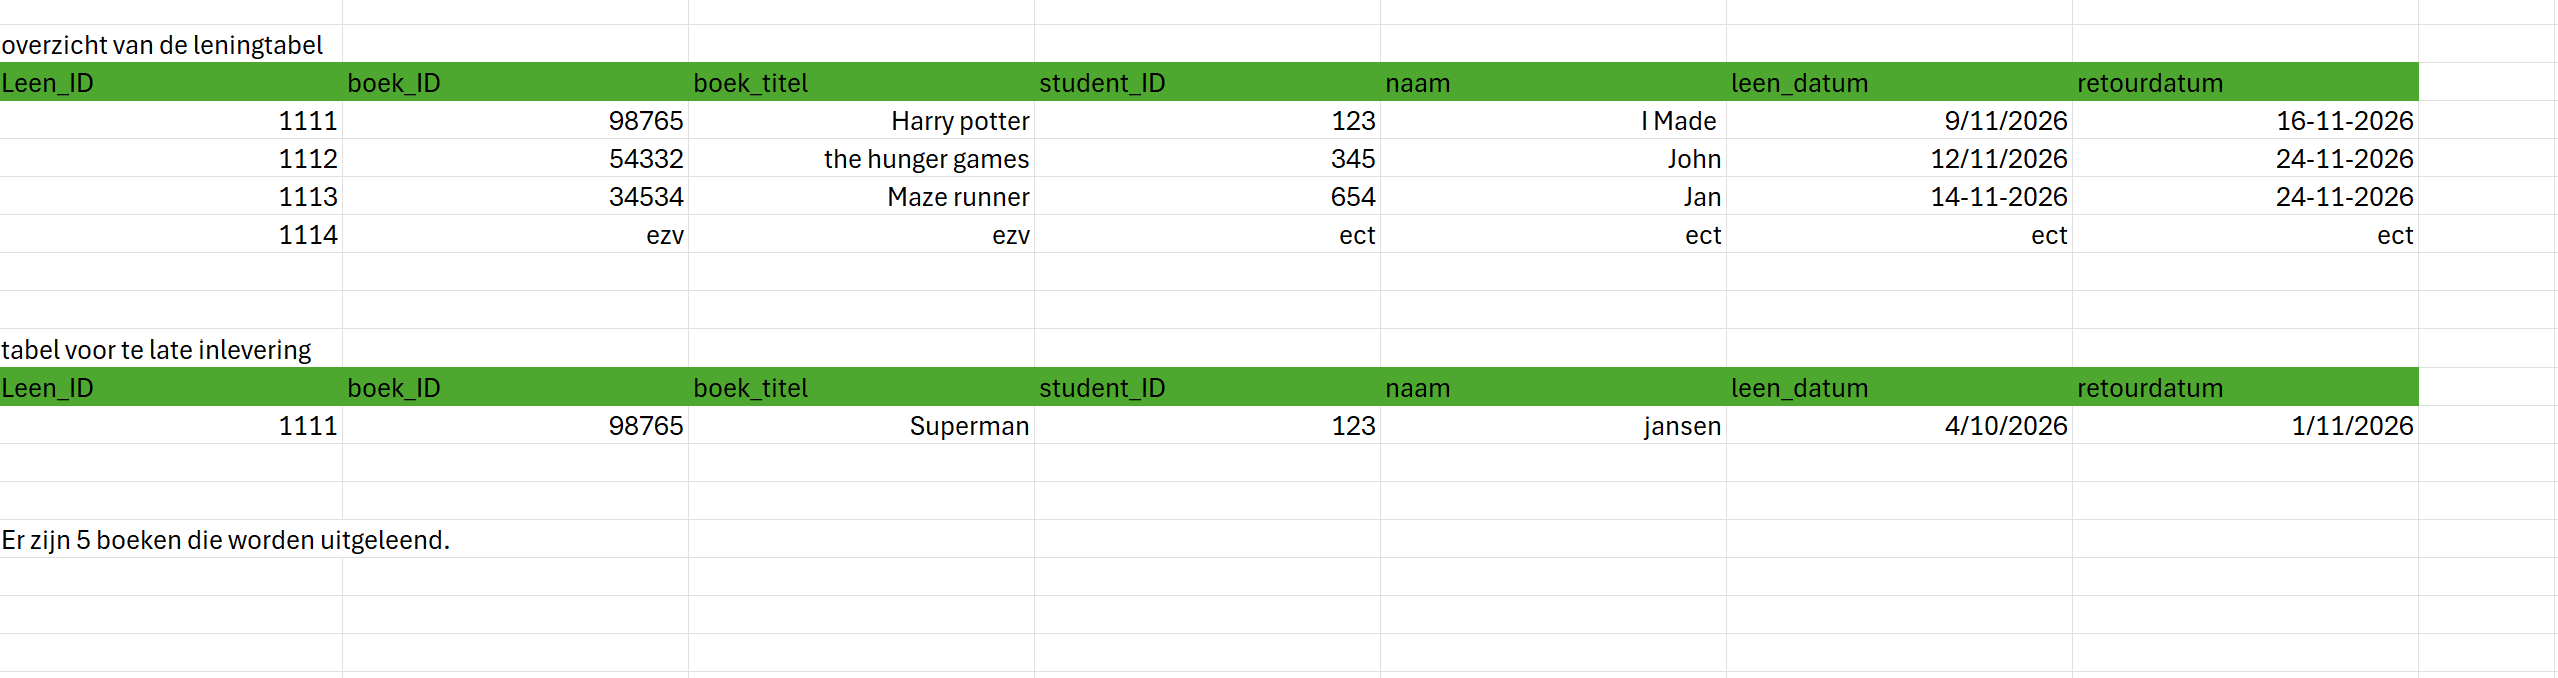 overzicht van de leningtabel
Leen_ID boek_ID boek_titel student_ID naam leen_datum retourdatum
1111 98765 Harry potter 123 I Made 9/11/2026 16-11-2026
1112 54332 the hunger games 345 John 12/11/2026 24-11-2026
1113 34534 Maze runner 654 Jan 14-11-2026 24-11-2026
1114 ezv ezv ect ect ect ect
tabel voor te late inlevering
Leen_ID boek_ID boek_titel student_ID naam leen_datum retourdatum
1111 98765 Superman 123 jansen 4/10/2026 1/11/2026
Er zijn 5 boeken die worden uitgeleend.